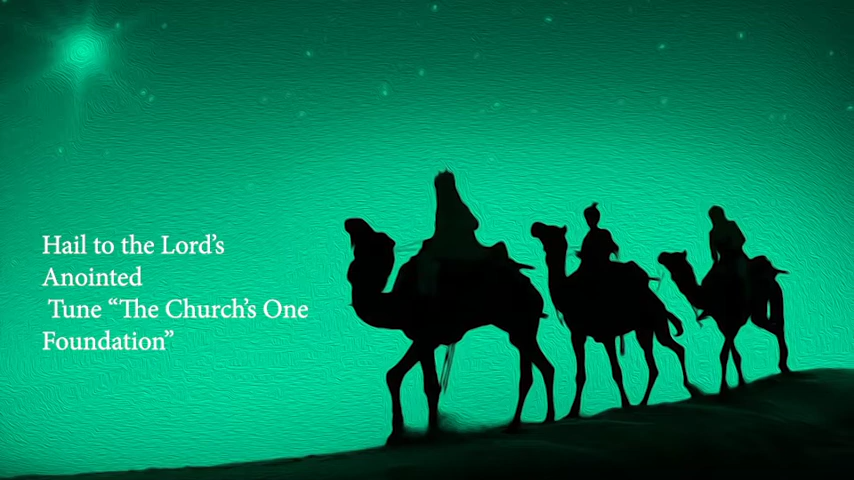 Hail to the Lord’s
Anointed
Tune “The Church’s One
Foundation”